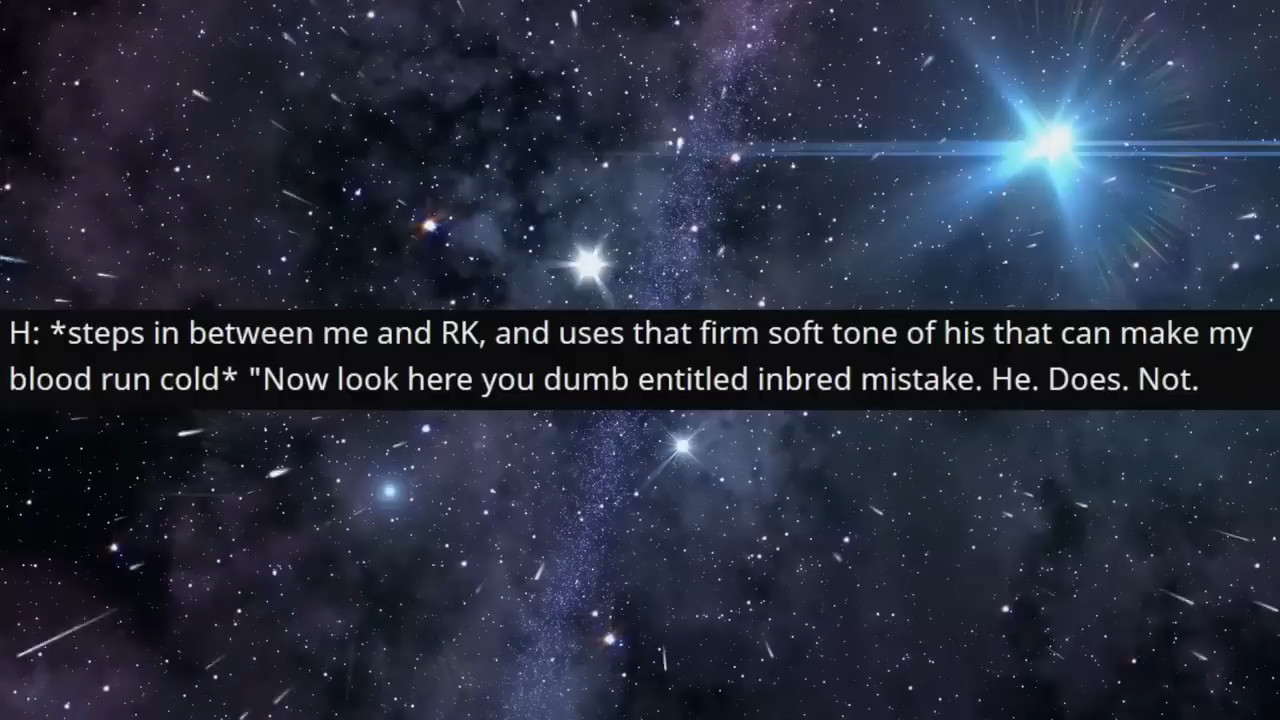 H: *steps in between me and RK, and uses that firm soft tone of his that can make my
blood run cold* "Now look here you dumb entitled inbred mistake. He. Does. Not.